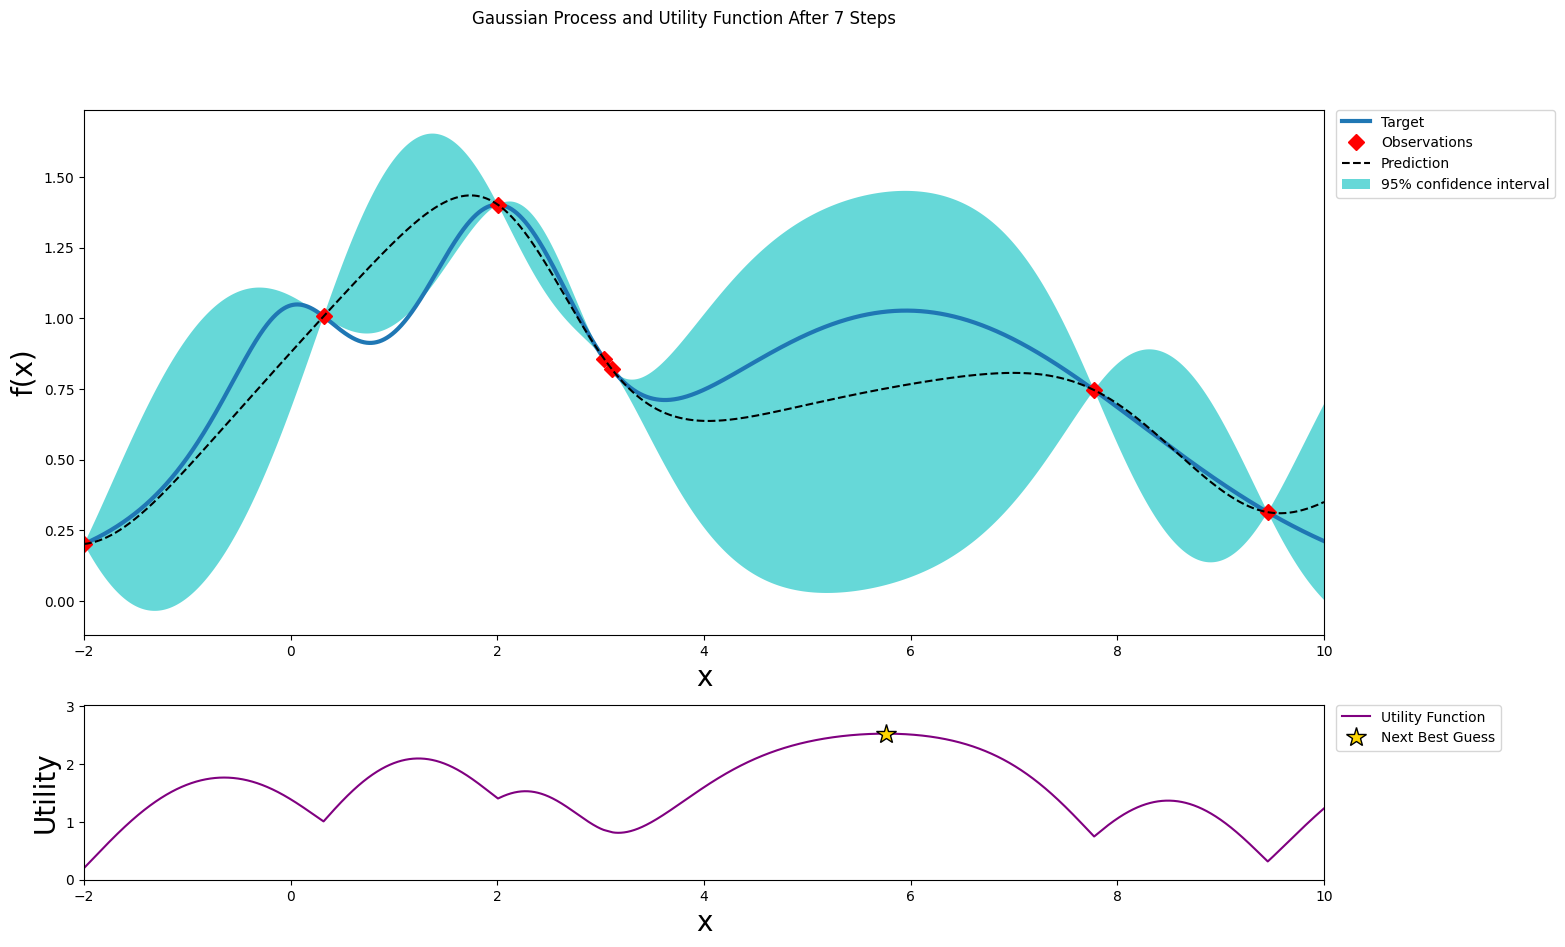 Gaussian Process and Utility Function After 7 Steps
Target
Observations
Prediction
95% confidence interval
f(x)
1.50
1.25
1.00
0.75
0.50
0.25
0.00
−2 0 2 4 6 8 10
x
Utility Function
Next Best Guess
Utility
3
2
1
0
−2 0 2 4 6 8 10
x